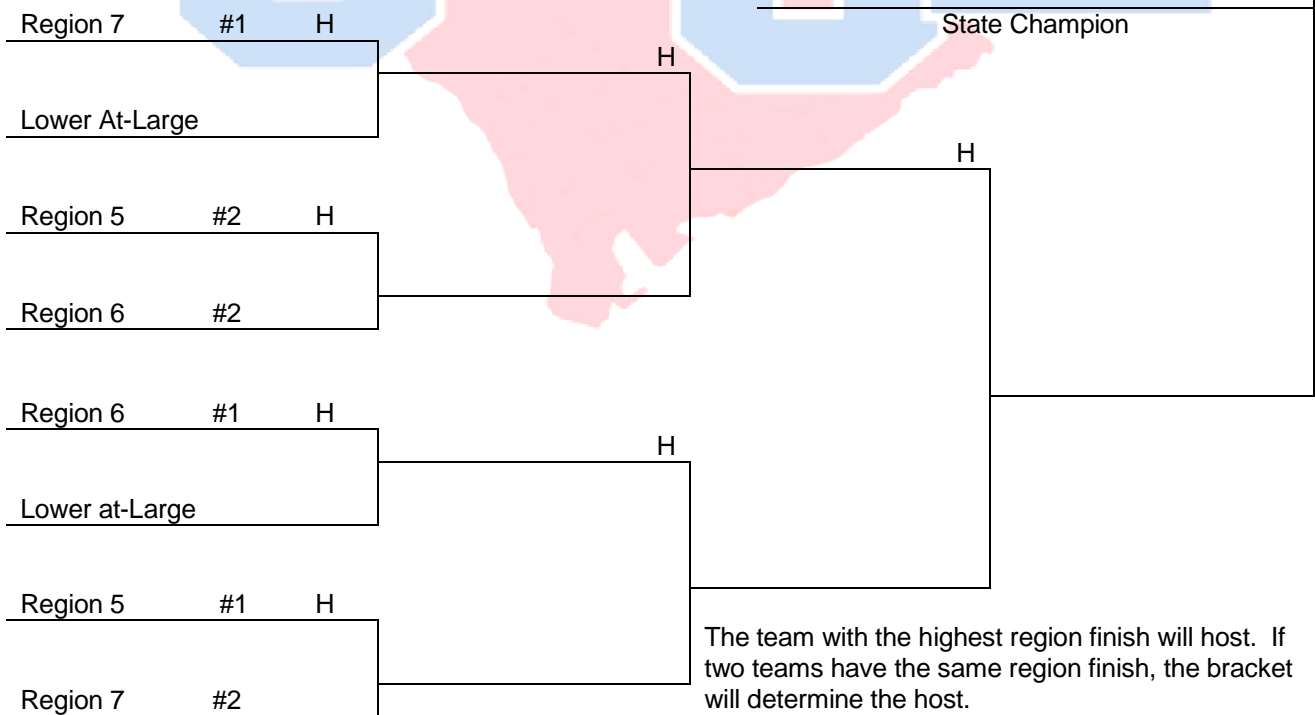 Region 7 #1 H
State Champion
H
Lower At-Large
H
Region 5 #2 H
Region 6 #2
Region 6 #1 H
H
Lower at-Large
Region 5 #1 H
The team with the highest region finish will host. If
two teams have the same region finish, the bracket
will determine the host.
Region 7 #2